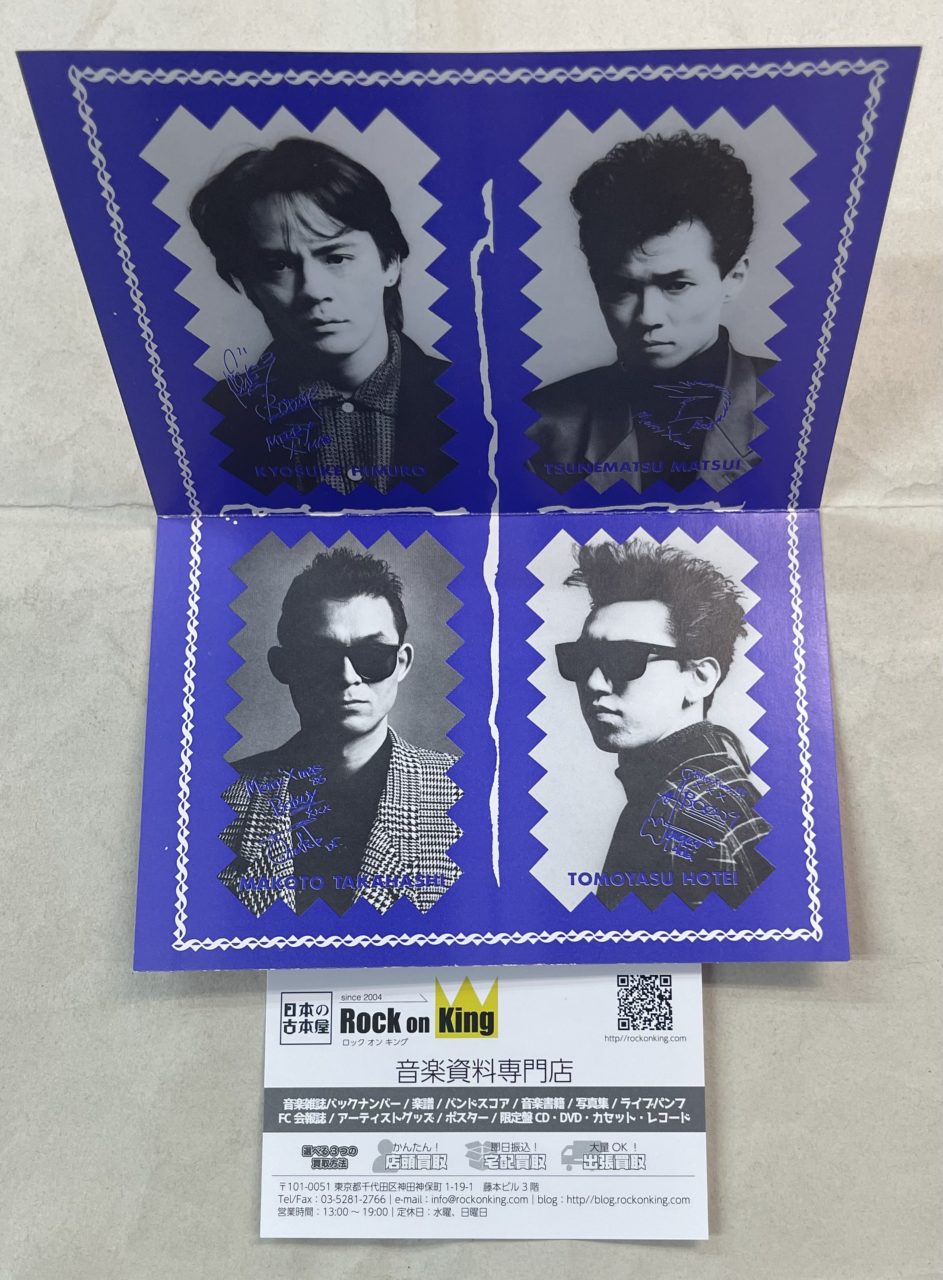 BOØWY
MERRY
X'mas
KYOSUKE HIMURO
TSUNEMATSU MATSUI
Merry X'mas
BOØWY
MAKOTO TAKAHASHI
TOMOYASU HOTEI
日本の
古本屋
since 2004
Rock on King
ロック オン キング
http//rockonking.com
音楽資料専門店
音楽雑誌バックナンバー / 楽譜 / バンドスコア / 音楽書籍 / 写真集 / ライブパンフ
FC 会報誌 / アーティストグッズ / ポスター / 限定盤 CD・DVD・カセット・レコード
選べる3つの
買取方法
かんたん!
店頭買取
即日振込!
宅配買取
大量 OK !
出張買取
〒101-0051 東京都千代田区神田神保町 1-19-1 藤本ビル 3 階
Tel/Fax : 03-5281-2766 | e-mail : info@rockonking.com | blog : http//blog.rockonking.com
営業時間 : 13:00 ~ 19:00 | 定休日 : 水曜、日曜日